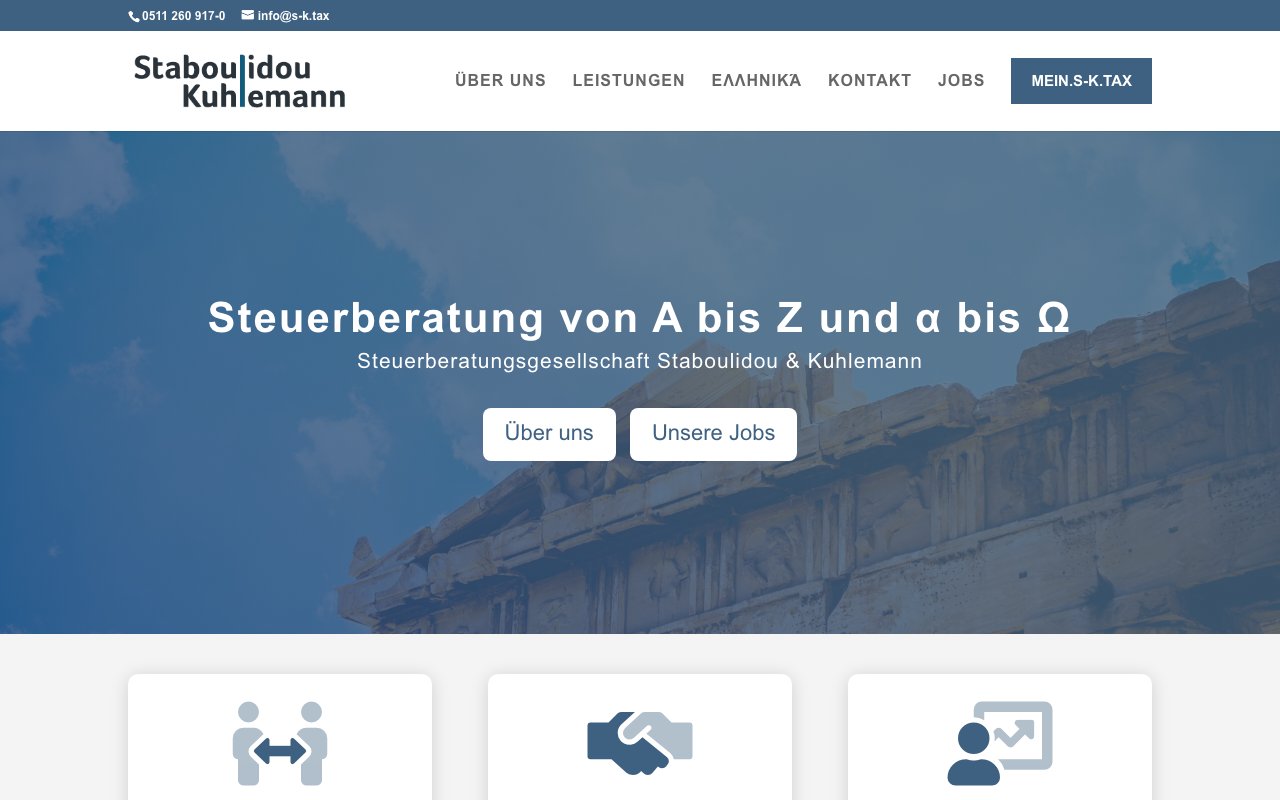 0511 260 917-0
info@s-k.tax
Staboulidou
Kuhlemann
ÜBER UNS
LEISTUNGEN
ΕΛΛΗΝΙΚΆ
KONTAKT
JOBS
MEIN.S-K.TAX
Steuerberatung von A bis Z und α bis Ω
Steuerberatungsgesellschaft Staboulidou & Kuhlemann
Über uns
Unsere Jobs